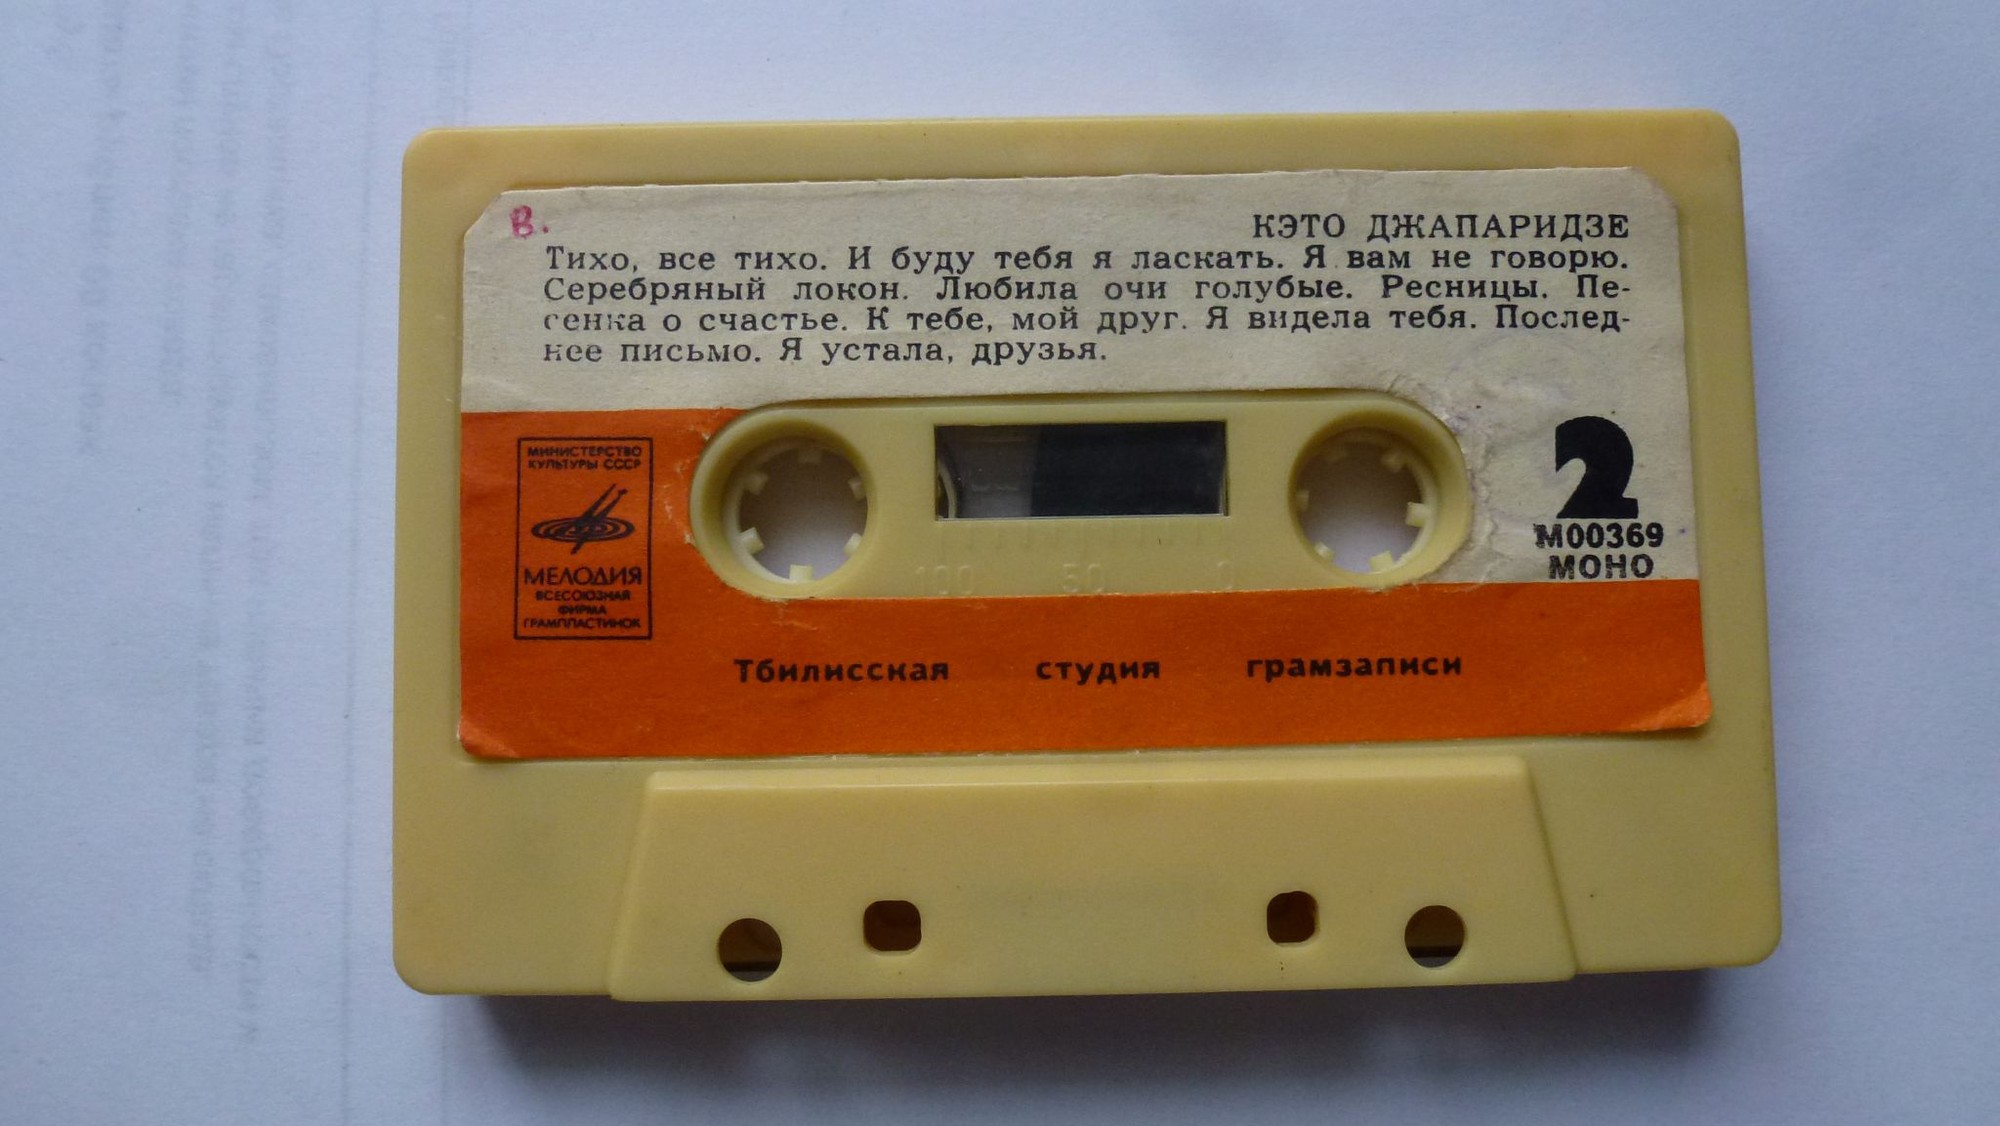 В.
КЭТО ДЖАПАРИДЗЕ
Тихо, все тихо. И буду тебя я ласкать. Я вам не говорю.
Серебряный локон. Любила очи голубые. Ресницы. Пе-
сенка о счастье. К тебе, мой друг. Я видела тебя. Послед-
нее письмо. Я устала, друзья.
МИНИСТЕРСТВО
КУЛЬТУРЫ СССР
МЕЛОДИЯ
ВСЕСОЮЗНАЯ
ФИРМА
ГРАМПЛАСТИНОК
100 50 0
2
М00369
МОНО
Тбилисская студия грамзаписи